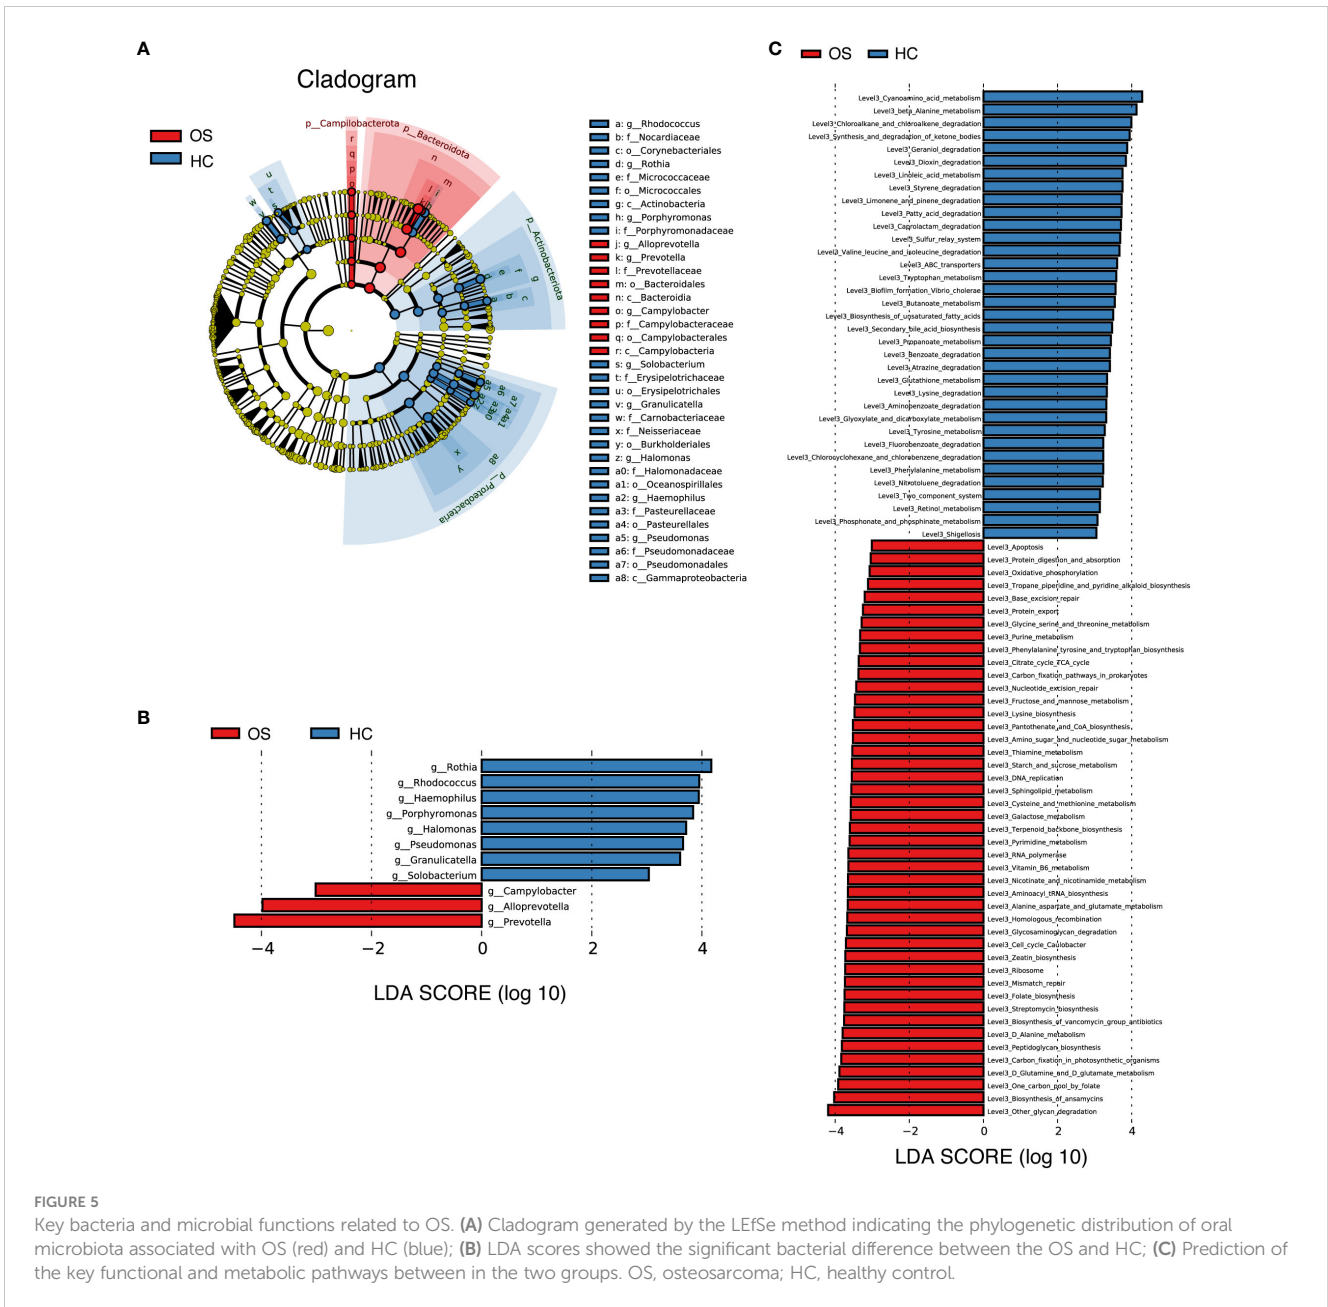 A
Cladogram
OS
HC
p__Campilobacterota
p__Bacteroidota
p__Actinobacteriota
p__Proteobacteria
r
q
p
o
n
m
l
u
t
s
w
v
f
g
e
d
c
b
a
a5
a6
a7
a8
x
y
a: g__Rhodococcus
b: f__Nocardiaceae
c: o__Corynebacteriales
d: g__Rothia
e: f__Micrococcaceae
f: o__Micrococcales
g: c__Actinobacteria
h: g__Porphyromonas
i: f__Porphyromonadaceae
j: g__Alloprevotella
k: g__Prevotella
l: f__Prevotellaceae
m: o__Bacteroidales
n: c__Bacteroidia
o: g__Campylobacter
p: f__Campylobacteraceae
q: o__Campylobacterales
r: c__Campylobacteria
s: g__Solobacterium
t: f__Erysipelotrichaceae
u: o__Erysipelotrichales
v: g__Granulicatella
w: f__Carnobacteriaceae
x: f__Neisseriaceae
y: o__Burkholderiales
z: g__Halomonas
a0: f__Halomonadaceae
a1: o__Oceanospirillales
a2: g__Haemophilus
a3: f__Pasteurellaceae
a4: o__Pasteurellales
a5: g__Pseudomonas
a6: f__Pseudomonadaceae
a7: o__Pseudomonadales
a8: c__Gammaproteobacteria
B
OS HC
g__Rothia
g__Rhodococcus
g__Haemophilus
g__Porphyromonas
g__Halomonas
g__Pseudomonas
g__Granulicatella
g__Solobacterium
g__Campylobacter
g__Alloprevotella
g__Prevotella
−4 −2 0 2 4
LDA SCORE (log 10)
C
OS HC
Level3_Cyanoamino_acid_metabolism
Level3_beta_Alanine_metabolism
Level3_Chloroalkane_and_chloroalkene_degradation
Level3_Synthesis_and_degradation_of_ketone_bodies
Level3_Geraniol_degradation
Level3_Dioxin_degradation
Level3_Linoleic_acid_metabolism
Level3_Styrene_degradation
Level3_Limonene_and_pinene_degradation
Level3_Fatty_acid_degradation
Level3_Caprolactam_degradation
Level3_Sulfur_relay_system
Level3_Valine_leucine_and_isoleucine_degradation
Level3_ABC_transporters
Level3_Tryptophan_metabolism
Level3_Biofilm_formation_Vibrio_cholerae
Level3_Butanoate_metabolism
Level3_Biosynthesis_of_unsaturated_fatty_acids
Level3_Secondary_bile_acid_biosynthesis
Level3_Propanoate_metabolism
Level3_Benzoate_degradation
Level3_Atrazine_degradation
Level3_Glutathione_metabolism
Level3_Lysine_degradation
Level3_Aminobenzoate_degradation
Level3_Glyoxylate_and_dicarboxylate_metabolism
Level3_Tyrosine_metabolism
Level3_Fluorobenzoate_degradation
Level3_Chlorocyclohexane_and_chlorobenzene_degradation
Level3_Phenylalanine_metabolism
Level3_Nitrotoluene_degradation
Level3_Two_component_system
Level3_Retinol_metabolism
Level3_Phosphonate_and_phosphinate_metabolism
Level3_Shigellosis
Level3_Apoptosis
Level3_Protein_digestion_and_absorption
Level3_Oxidative_phosphorylation
Level3_Tropane_piperidine_and_pyridine_alkaloid_biosynthesis
Level3_Base_excision_repair
Level3_Protein_export
Level3_Glycine_serine_and_threonine_metabolism
Level3_Purine_metabolism
Level3_Phenylalanine_tyrosine_and_tryptophan_biosynthesis
Level3_Citrate_cycle_TCA_cycle
Level3_Carbon_fixation_pathways_in_prokaryotes
Level3_Nucleotide_excision_repair
Level3_Fructose_and_mannose_metabolism
Level3_Lysine_biosynthesis
Level3_Pantothenate_and_CoA_biosynthesis
Level3_Amino_sugar_and_nucleotide_sugar_metabolism
Level3_Thiamine_metabolism
Level3_Starch_and_sucrose_metabolism
Level3_DNA_replication
Level3_Sphingolipid_metabolism
Level3_Cysteine_and_methionine_metabolism
Level3_Galactose_metabolism
Level3_Terpenoid_backbone_biosynthesis
Level3_Pyrimidine_metabolism
Level3_RNA_polymerase
Level3_Vitamin_B6_metabolism
Level3_Nicotinate_and_nicotinamide_metabolism
Level3_Aminoacyl_tRNA_biosynthesis
Level3_Alanine_aspartate_and_glutamate_metabolism
Level3_Homologous_recombination
Level3_Glycosaminoglycan_degradation
Level3_Cell_cycle_Caulobacter
Level3_Zeatin_biosynthesis
Level3_Ribosome
Level3_Mismatch_repair
Level3_Folate_biosynthesis
Level3_Streptomycin_biosynthesis
Level3_Biosynthesis_of_vancomycin_group_antibiotics
Level3_D_Alanine_metabolism
Level3_Peptidoglycan_biosynthesis
Level3_Carbon_fixation_in_photosynthetic_organisms
Level3_D_Glutamine_and_D_glutamate_metabolism
Level3_One_carbon_pool_by_folate
Level3_Biosynthesis_of_ansamycins
Level3_Other_glycan_degradation
−4 −2 0 2 4
LDA SCORE (log 10)
FIGURE 5
Key bacteria and microbial functions related to OS. (A) Cladogram generated by the LEfSe method indicating the phylogenetic distribution of oral
microbiota associated with OS (red) and HC (blue); (B) LDA scores showed the significant bacterial difference between the OS and HC; (C) Prediction of
the key functional and metabolic pathways between in the two groups. OS, osteosarcoma; HC, healthy control.